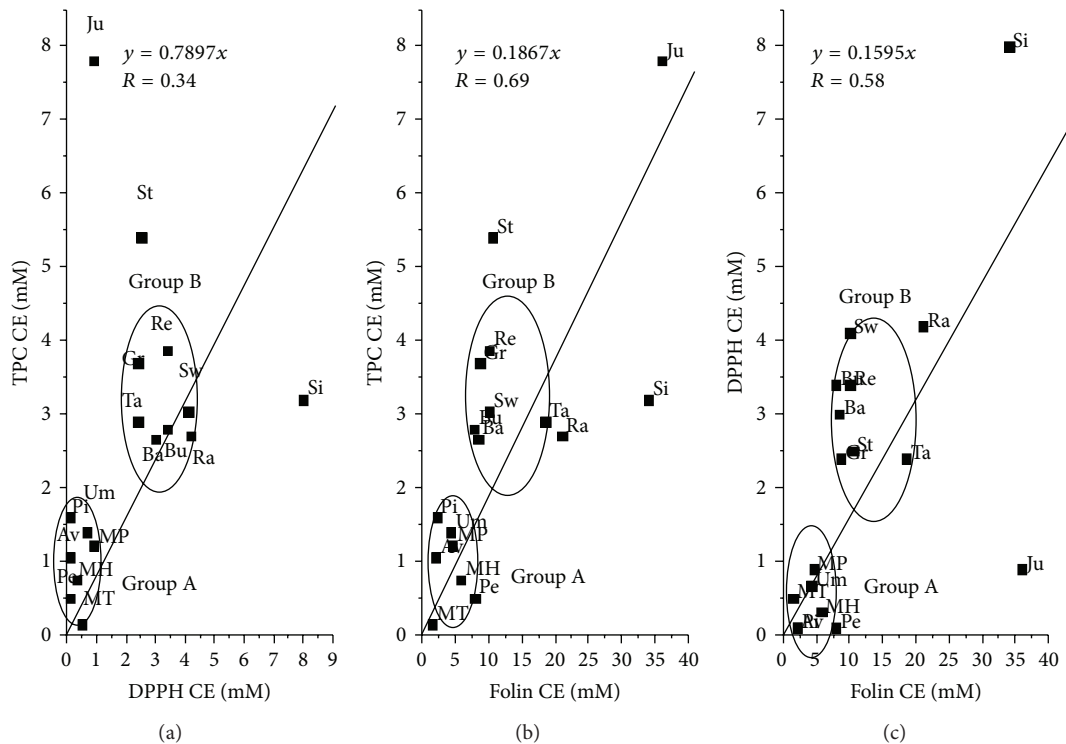 Ju
y = 0.7897x
R = 0.34
St
Group B
Re
Gr
Sw
Ta
Si
Ba
Bu
Ra
Um
Pi
Av
MP
Pe
MH
MT
Group A
TPC CE (mM)
0
1
2
3
4
5
6
7
8
0
1
2
3
4
5
6
7
8
9
DPPH CE (mM)
(a)
y = 0.1867x
R = 0.69
Ju
St
Group B
Re
Gr
Sw
Bu
Ba
Ta
Ra
Si
Pi
Um
MP
Av
MH
Pe
MT
Group A
TPC CE (mM)
0
1
2
3
4
5
6
7
8
0
5
10
15
20
25
30
35
40
Folin CE (mM)
(b)
y = 0.1595x
R = 0.58
Si
Group B
Sw
Ra
Bu
Re
Ba
St
Gr
Ta
MP
Um
MT
MH
Pi
Av
Pe
Group A
Ju
DPPH CE (mM)
0
1
2
3
4
5
6
7
8
0
5
10
15
20
25
30
35
40
Folin CE (mM)
(c)